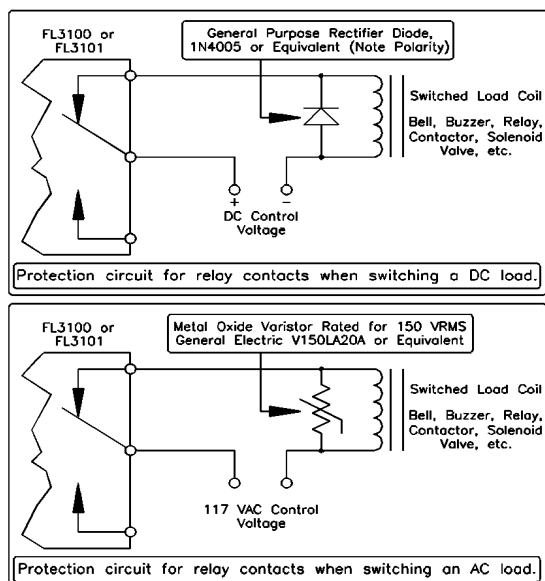 FL3100 or
FL3101
General Purpose Rectifier Diode,
1N4005 or Equivalent (Note Polarity)
Switched Load Coil
Bell, Buzzer, Relay,
Contactor, Solenoid
Valve, etc.
+ −
DC Control
Voltage
Protection circuit for relay contacts when switching a DC load.
FL3100 or
FL3101
Metal Oxide Varistor Rated for 150 VRMS
General Electric V150LA20A or Equivalent
Switched Load Coil
Bell, Buzzer, Relay,
Contactor, Solenoid
Valve, etc.
117 VAC Control
Voltage
Protection circuit for relay contacts when switching an AC load.